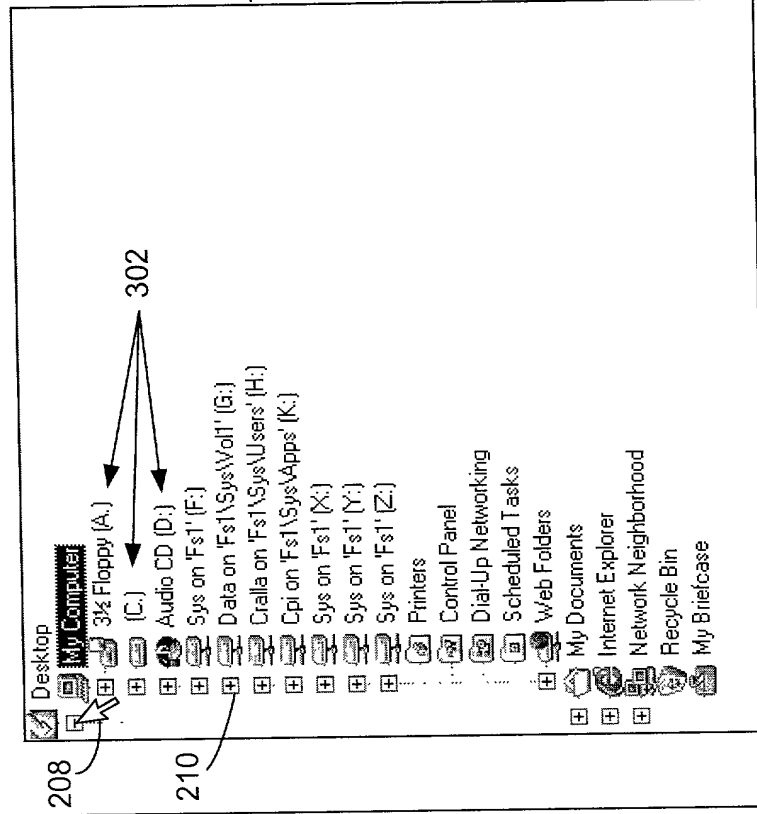 Desktop
My Computer
3½ Floppy (A:)
(C:)
Audio CD (D:)
Sys on 'Fs1' (F:)
Data on 'Fs1\Sys\Vol1' (G:)
Cralla on 'Fs1\Sys\Users' (H:)
Cpi on 'Fs1\Sys\Apps' (K:)
Sys on 'Fs1' (X:)
Sys on 'Fs1' (Y:)
Sys on 'Fs1' (Z:)
Printers
Control Panel
Dial-Up Networking
Scheduled Tasks
Web Folders
My Documents
Internet Explorer
Network Neighborhood
Recycle Bin
My Briefcase
208
210
302